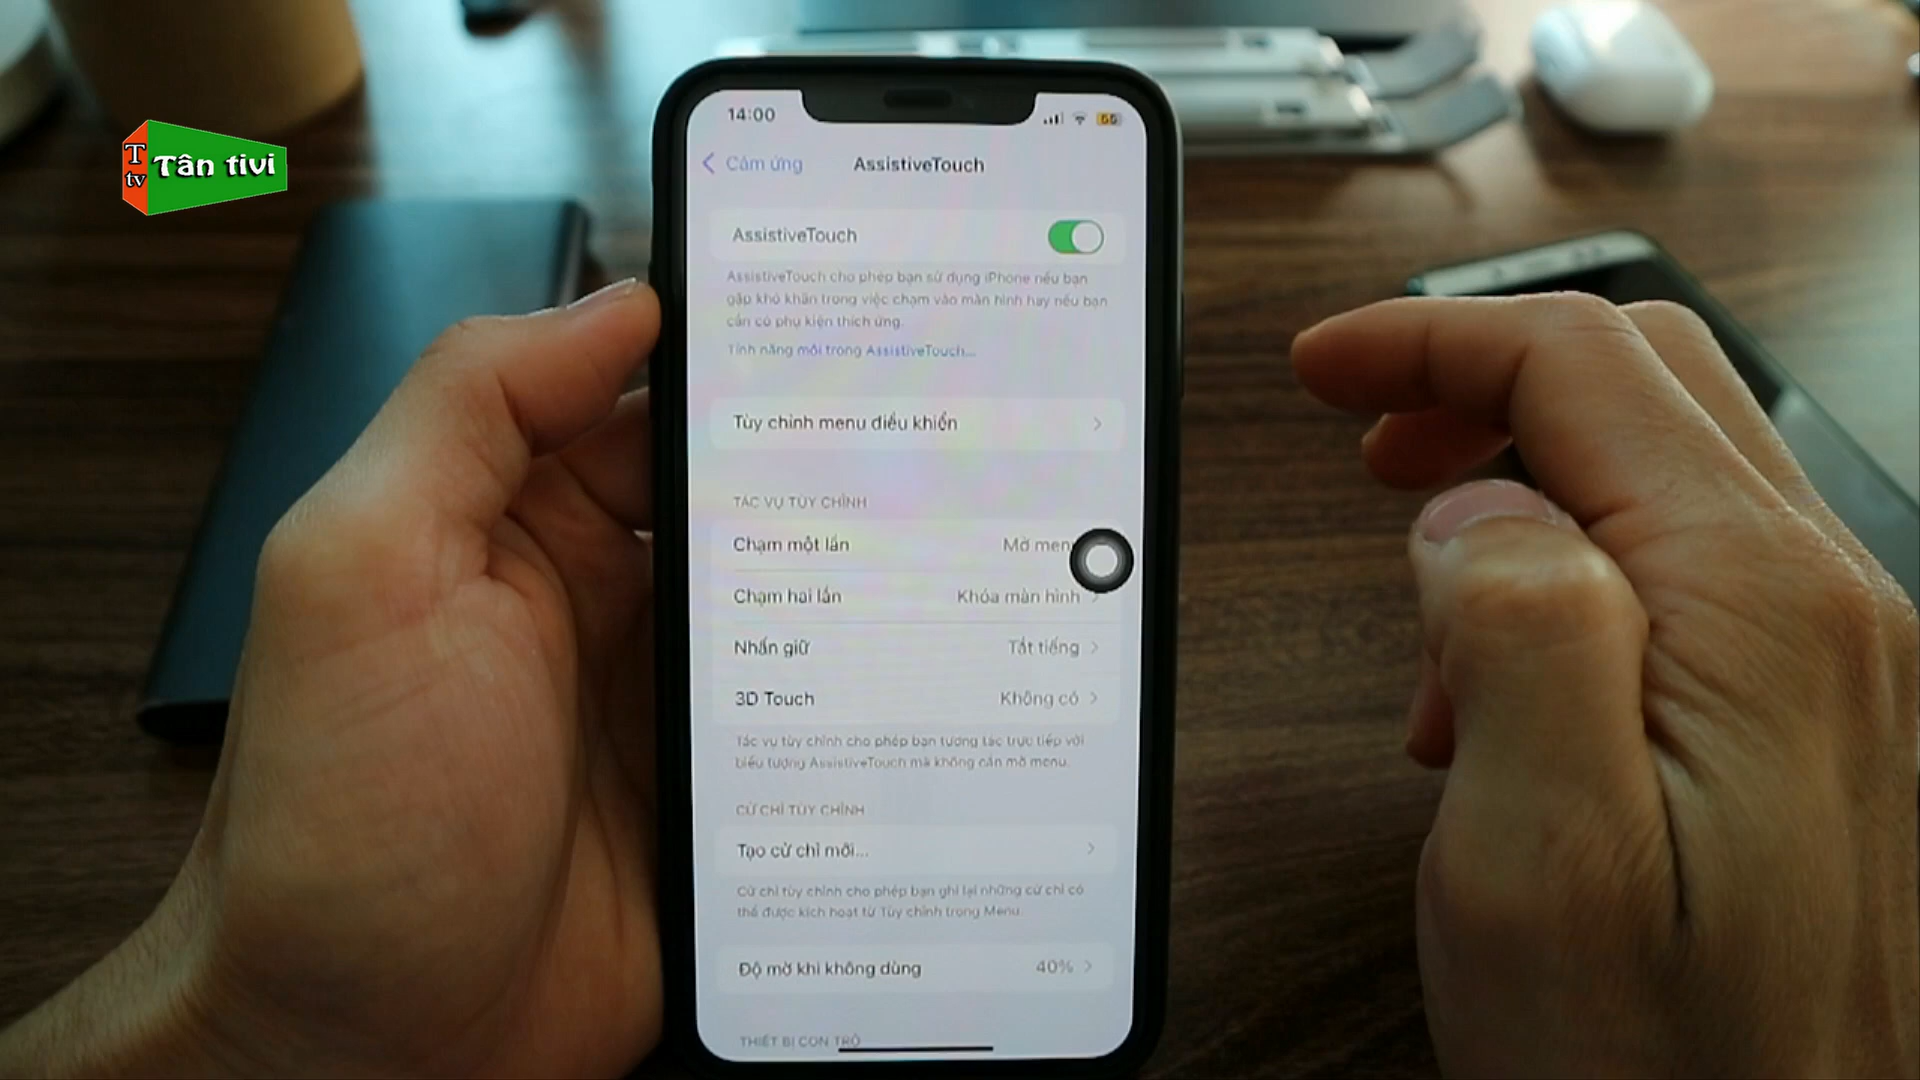 T
tv
Tân tivi
14:00
66
Cảm ứng
AssistiveTouch
AssistiveTouch
AssistiveTouch cho phép bạn sử dụng iPhone nếu bạn
gặp khó khăn trong việc chạm vào màn hình hay nếu bạn
cần có phụ kiện thích ứng.
Tính năng mới trong AssistiveTouch...
Tùy chỉnh menu điều khiển
TÁC VỤ TÙY CHỈNH
Chạm một lần Mở menu
Chạm hai lần Khóa màn hình
Nhấn giữ Tắt tiếng
3D Touch Không có
Tác vụ tùy chỉnh cho phép bạn tương tác trực tiếp với
biểu tượng AssistiveTouch mà không cần mở menu.
CỬ CHỈ TÙY CHỈNH
Tạo cử chỉ mới...
Cử chỉ tùy chỉnh cho phép bạn ghi lại những cử chỉ có
thể được kích hoạt từ Tùy chỉnh trong Menu.
Độ mờ khi không dùng 40%
THIẾT BỊ CON TRỎ